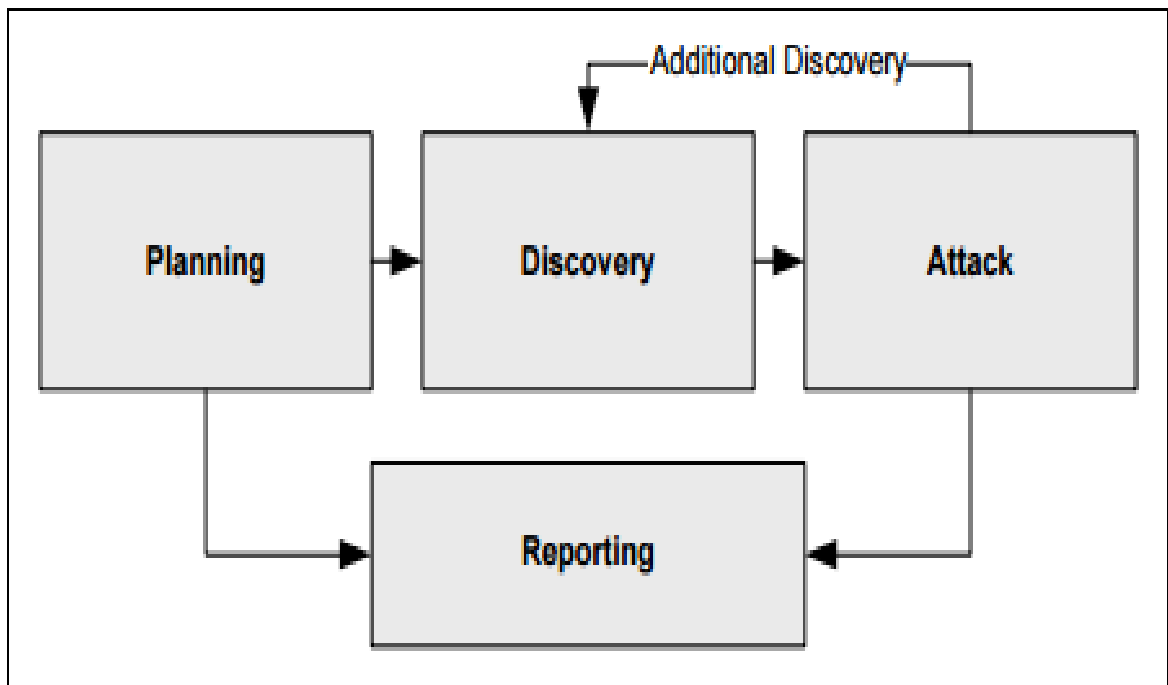 Additional Discovery
Planning
Discovery
Attack
Reporting